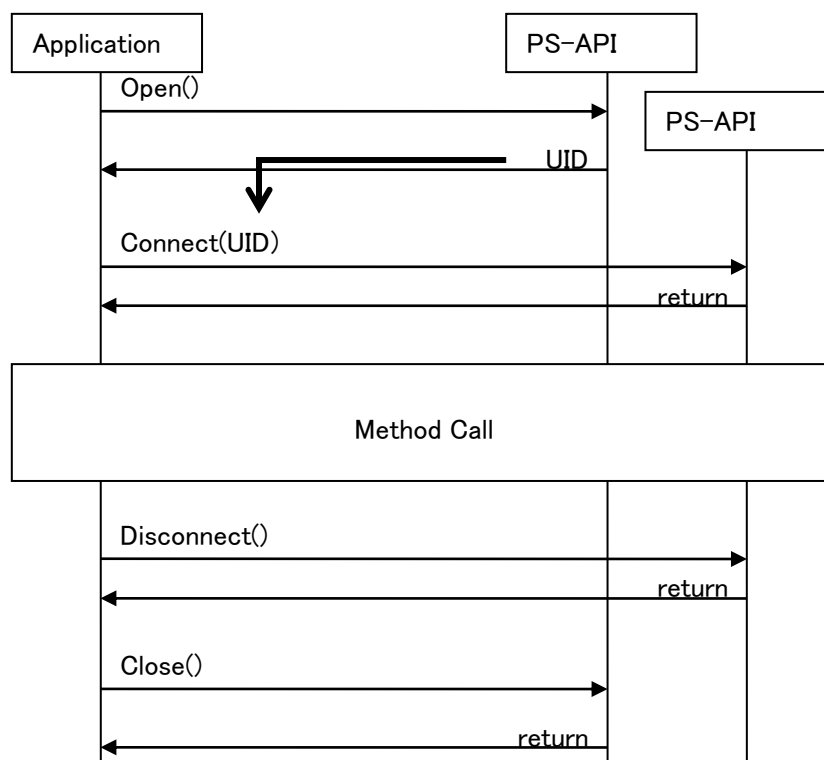 Application
PS-API
Open()
PS-API
UID
Connect(UID)
return
Method Call
Disconnect()
return
Close()
return